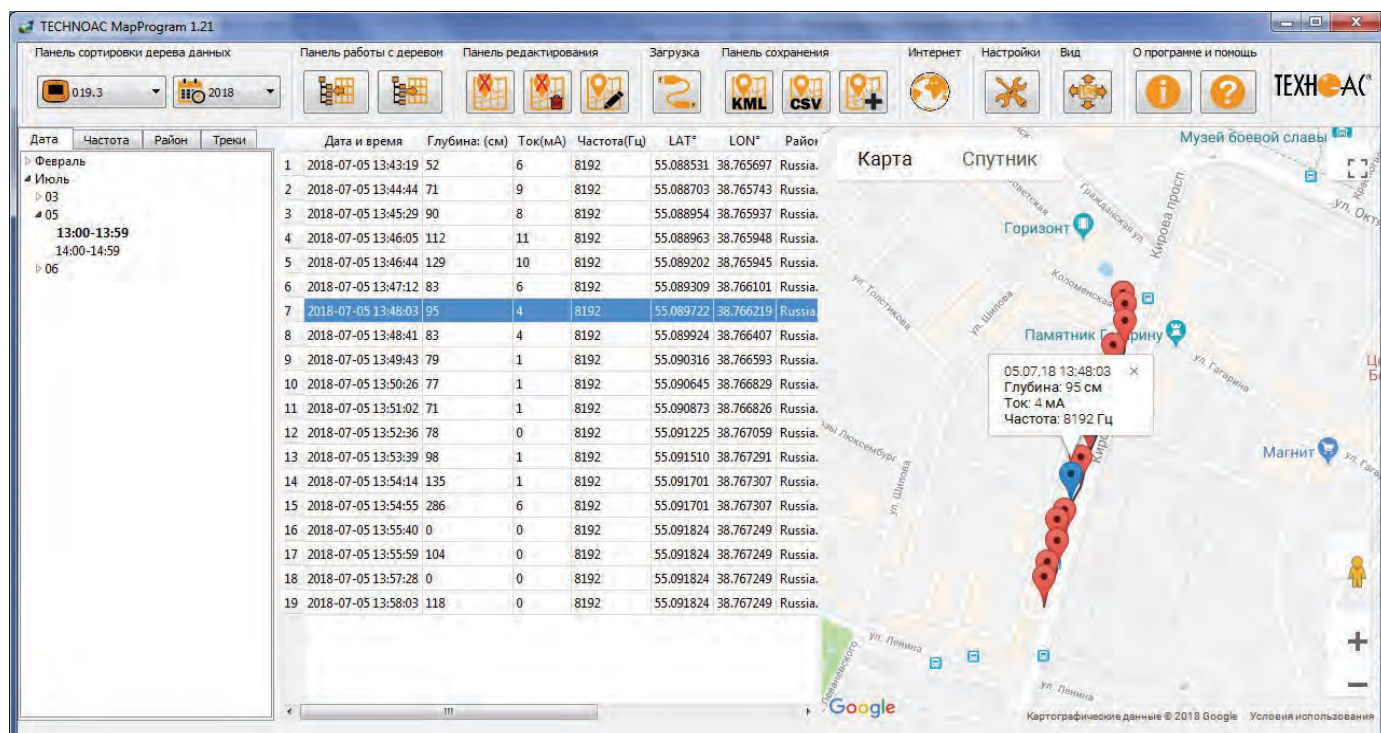 TECHNOAC MapProgram 1.21
Панель сортировки дерева данных Панель работы с деревом Панель редактирования Загрузка Панель сохранения Интернет Настройки Вид О программе и помощь
019.3 2018 KML CSV ТЕХНО-АС
Дата Частота Район Треки
Февраль
Июль
03
05
13:00-13:59
14:00-14:59
06
Дата и время Глубина: (см) Ток(мА) Частота(Гц) LAT° LON° Район
1 2018-07-05 13:43:19 52 6 8192 55.088531 38.765697 Russia.
2 2018-07-05 13:44:44 71 9 8192 55.088703 38.765743 Russia.
3 2018-07-05 13:45:29 90 8 8192 55.088954 38.765937 Russia.
4 2018-07-05 13:46:05 112 11 8192 55.088963 38.765948 Russia.
5 2018-07-05 13:46:44 129 10 8192 55.089202 38.765945 Russia.
6 2018-07-05 13:47:12 83 6 8192 55.089309 38.766101 Russia.
7 2018-07-05 13:48:03 95 4 8192 55.089722 38.766219 Russia.
8 2018-07-05 13:48:41 83 4 8192 55.089924 38.766407 Russia.
9 2018-07-05 13:49:43 79 1 8192 55.090316 38.766593 Russia.
10 2018-07-05 13:50:26 77 1 8192 55.090645 38.766829 Russia.
11 2018-07-05 13:51:02 71 1 8192 55.090873 38.766826 Russia.
12 2018-07-05 13:52:36 78 0 8192 55.091225 38.767059 Russia.
13 2018-07-05 13:53:39 98 1 8192 55.091510 38.767291 Russia.
14 2018-07-05 13:54:14 135 1 8192 55.091701 38.767307 Russia.
15 2018-07-05 13:54:55 286 6 8192 55.091701 38.767307 Russia.
16 2018-07-05 13:55:40 0 0 8192 55.091824 38.767249 Russia.
17 2018-07-05 13:55:59 104 0 8192 55.091824 38.767249 Russia.
18 2018-07-05 13:57:28 0 0 8192 55.091824 38.767249 Russia.
19 2018-07-05 13:58:03 118 0 8192 55.091824 38.767249 Russia.
Музей боевой славы
Карта Спутник
ул. Окт
Гражданская ул.
Кирова просп
Горизонт
Коломенская
ул. Толстикова
ул. Шилова
Памятник Гагарину
ул. Гагарина
05.07.18 13:48:03
Глубина: 95 см
Ток: 4 мА
Частота: 8192 Гц
Люксембург
Киро
Магнит
ул. Гага
ул. Шилова
ул. Ленина
ул. Ленина
Леваневского
Google
Картографические данные © 2018 Google Условия использования